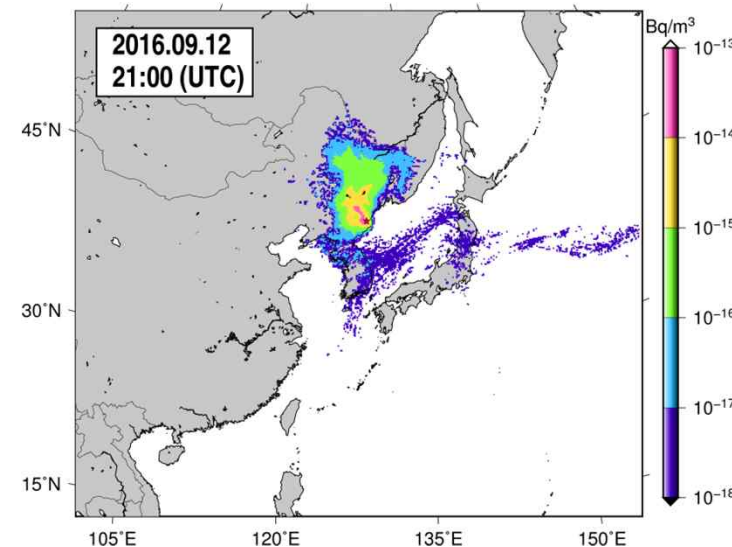 2016.09.12
21:00 (UTC)
Bq/m³
10⁻¹³
10⁻¹⁴
10⁻¹⁵
10⁻¹⁶
10⁻¹⁷
10⁻¹⁸
45˚N
30˚N
15˚N
105˚E
120˚E
135˚E
150˚E